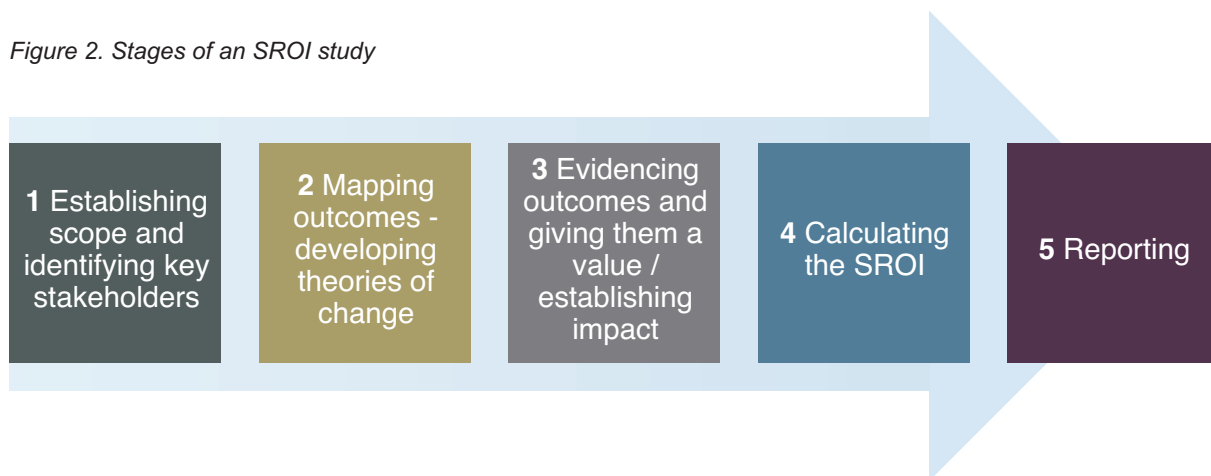 Figure 2. Stages of an SROI study
1 Establishing
scope and
identifying key
stakeholders
2 Mapping
outcomes -
developing
theories of
change
3 Evidencing
outcomes and
giving them a
value /
establishing
impact
4 Calculating
the SROI
5 Reporting